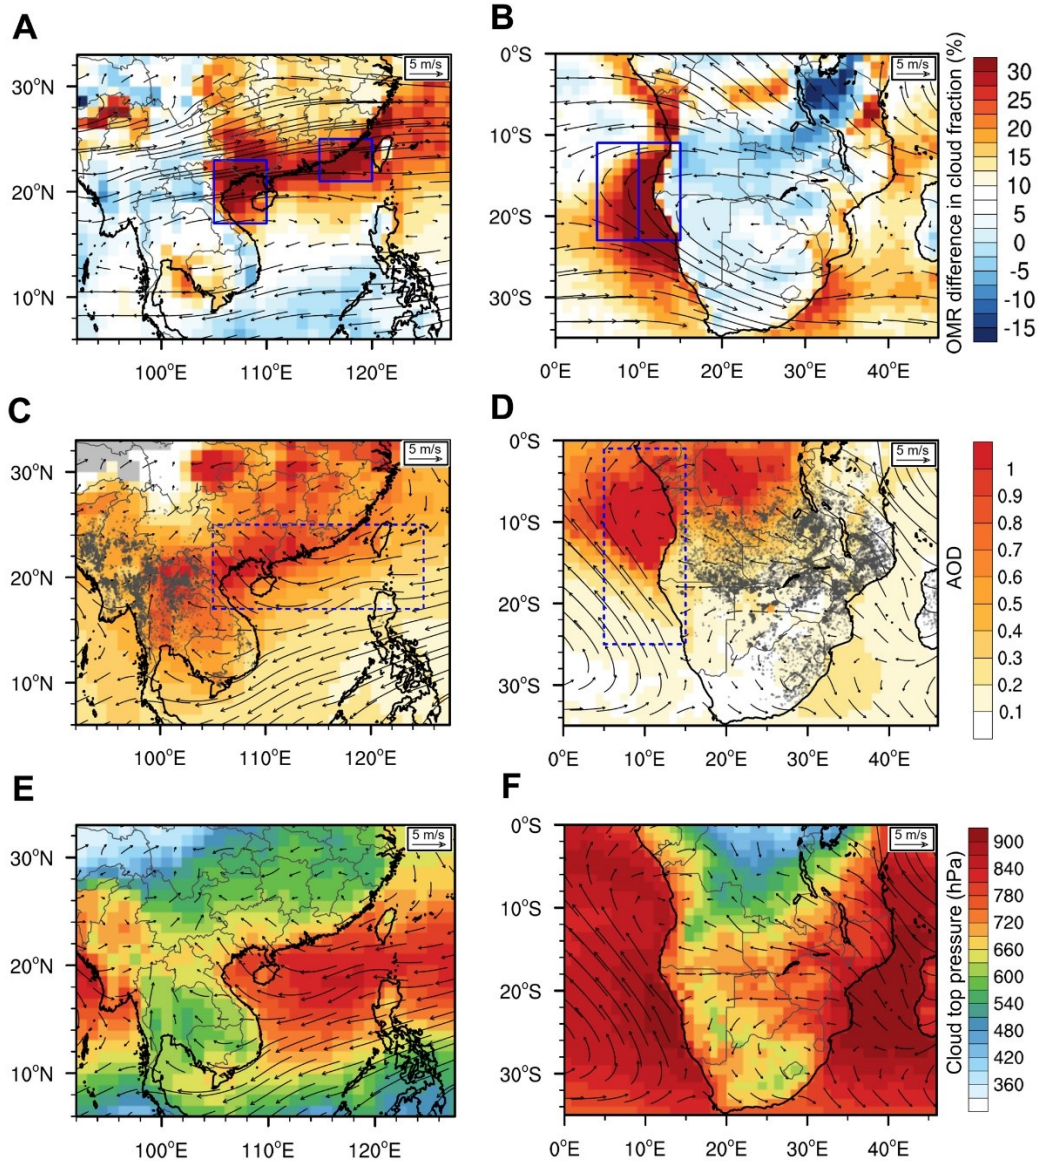 A
B
5 m/s
5 m/s
30°N
20°N
10°N
100°E 110°E 120°E
0°S
10°S
20°S
30°S
0°E 10°E 20°E 30°E 40°E
OMR difference in cloud fraction (%)
30
25
20
15
10
5
0
-5
-10
-15
C
D
5 m/s
5 m/s
30°N
20°N
10°N
100°E 110°E 120°E
0°S
10°S
20°S
30°S
0°E 10°E 20°E 30°E 40°E
AOD
1
0.9
0.8
0.7
0.6
0.5
0.4
0.3
0.2
0.1
E
F
5 m/s
5 m/s
30°N
20°N
10°N
100°E 110°E 120°E
0°S
10°S
20°S
30°S
0°E 10°E 20°E 30°E 40°E
Cloud top pressure (hPa)
900
840
780
720
660
600
540
480
420
360